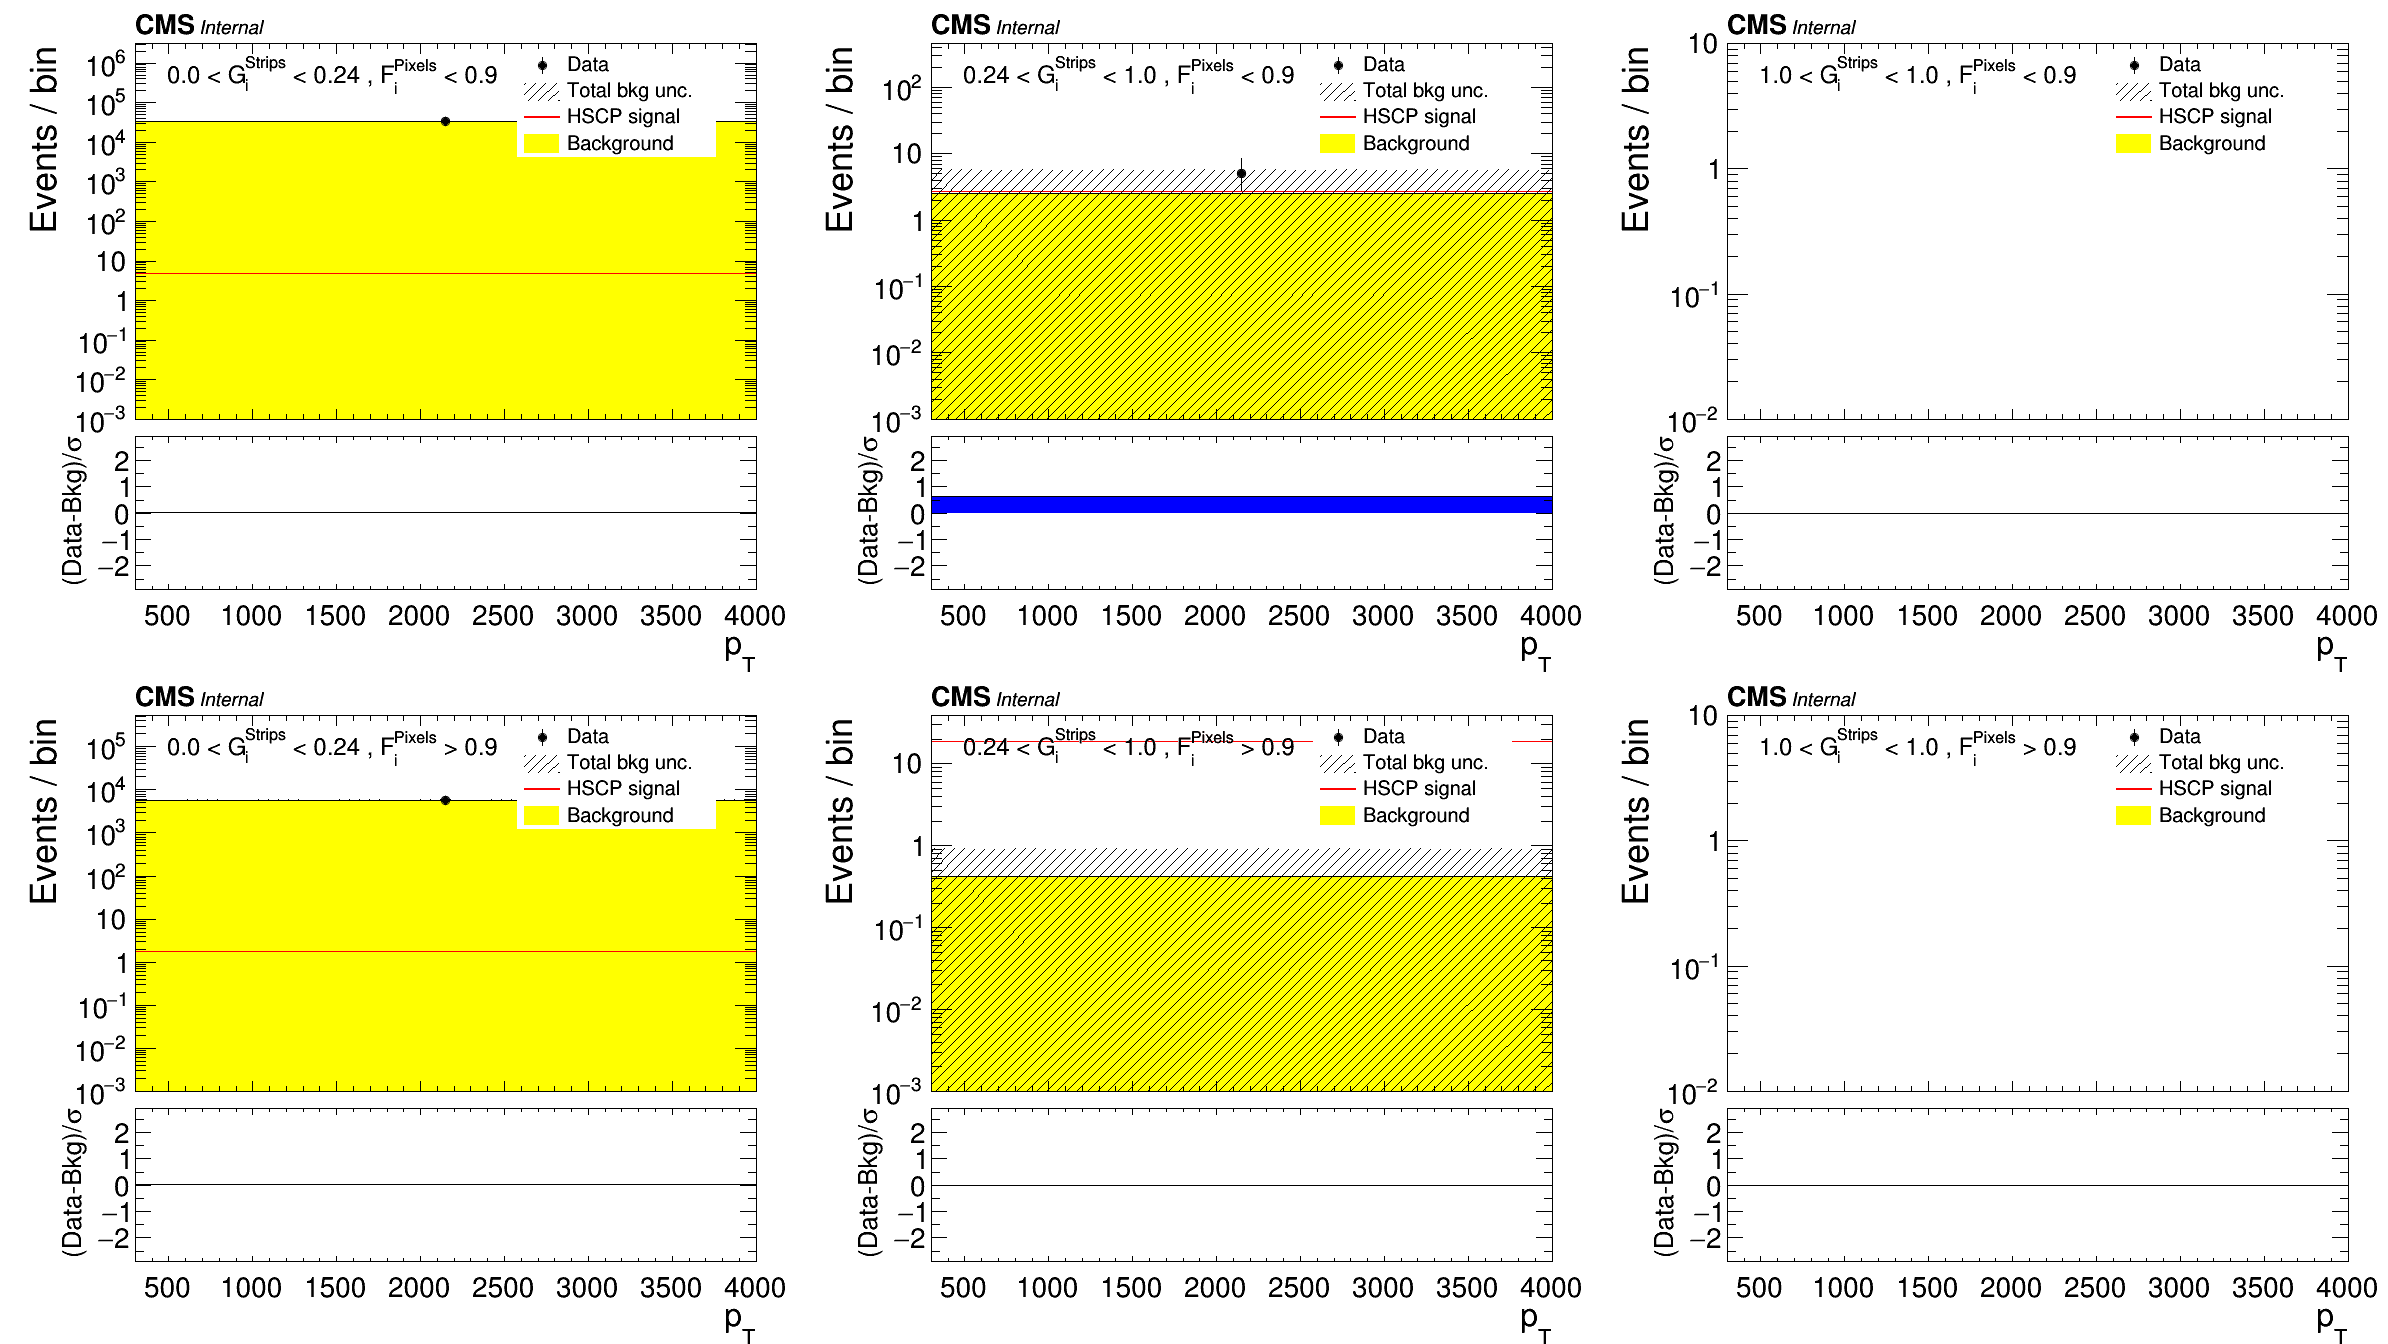 CMS Internal
Events / bin
0.0 < G_i^Strips < 0.24 , F_i^Pixels < 0.9
Data
Total bkg unc.
HSCP signal
Background
10^6
10^5
10^4
10^3
10^2
10
1
10^−1
10^−2
10^−3
(Data-Bkg)/σ
2
1
0
−1
−2
500 1000 1500 2000 2500 3000 3500 4000
p_T
CMS Internal
Events / bin
0.24 < G_i^Strips < 1.0 , F_i^Pixels < 0.9
Data
Total bkg unc.
HSCP signal
Background
10^2
10
1
10^−1
10^−2
10^−3
(Data-Bkg)/σ
2
1
0
−1
−2
500 1000 1500 2000 2500 3000 3500 4000
p_T
CMS Internal
Events / bin
1.0 < G_i^Strips < 1.0 , F_i^Pixels < 0.9
Data
Total bkg unc.
HSCP signal
Background
10
1
10^−1
10^−2
(Data-Bkg)/σ
2
1
0
−1
−2
500 1000 1500 2000 2500 3000 3500 4000
p_T
CMS Internal
Events / bin
0.0 < G_i^Strips < 0.24 , F_i^Pixels > 0.9
Data
Total bkg unc.
HSCP signal
Background
10^5
10^4
10^3
10^2
10
1
10^−1
10^−2
10^−3
(Data-Bkg)/σ
2
1
0
−1
−2
500 1000 1500 2000 2500 3000 3500 4000
p_T
CMS Internal
Events / bin
0.24 < G_i^Strips < 1.0 , F_i^Pixels > 0.9
Data
Total bkg unc.
HSCP signal
Background
10
1
10^−1
10^−2
10^−3
(Data-Bkg)/σ
2
1
0
−1
−2
500 1000 1500 2000 2500 3000 3500 4000
p_T
CMS Internal
Events / bin
1.0 < G_i^Strips < 1.0 , F_i^Pixels > 0.9
Data
Total bkg unc.
HSCP signal
Background
10
1
10^−1
10^−2
(Data-Bkg)/σ
2
1
0
−1
−2
500 1000 1500 2000 2500 3000 3500 4000
p_T